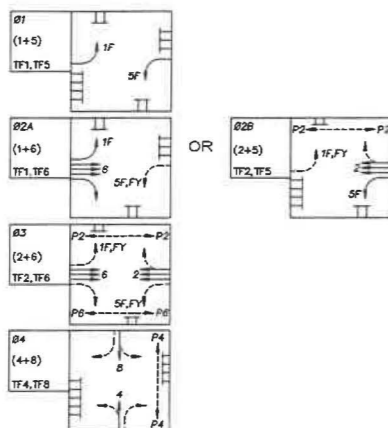 Ø1
(1+5)
TF1,TF5
1F
5F
Ø2A
(1+6)
TF1,TF6
1F
6
5F,FY
OR
Ø2B
(2+5)
TF2,TF5
P2
P2
1F,FY
2
5F
Ø3
(2+6)
TF2,TF6
P2
P2
1F,FY
6
2
5F,FY
P6
P6
Ø4
(4+8)
TF4,TF8
8
P4
4
P4